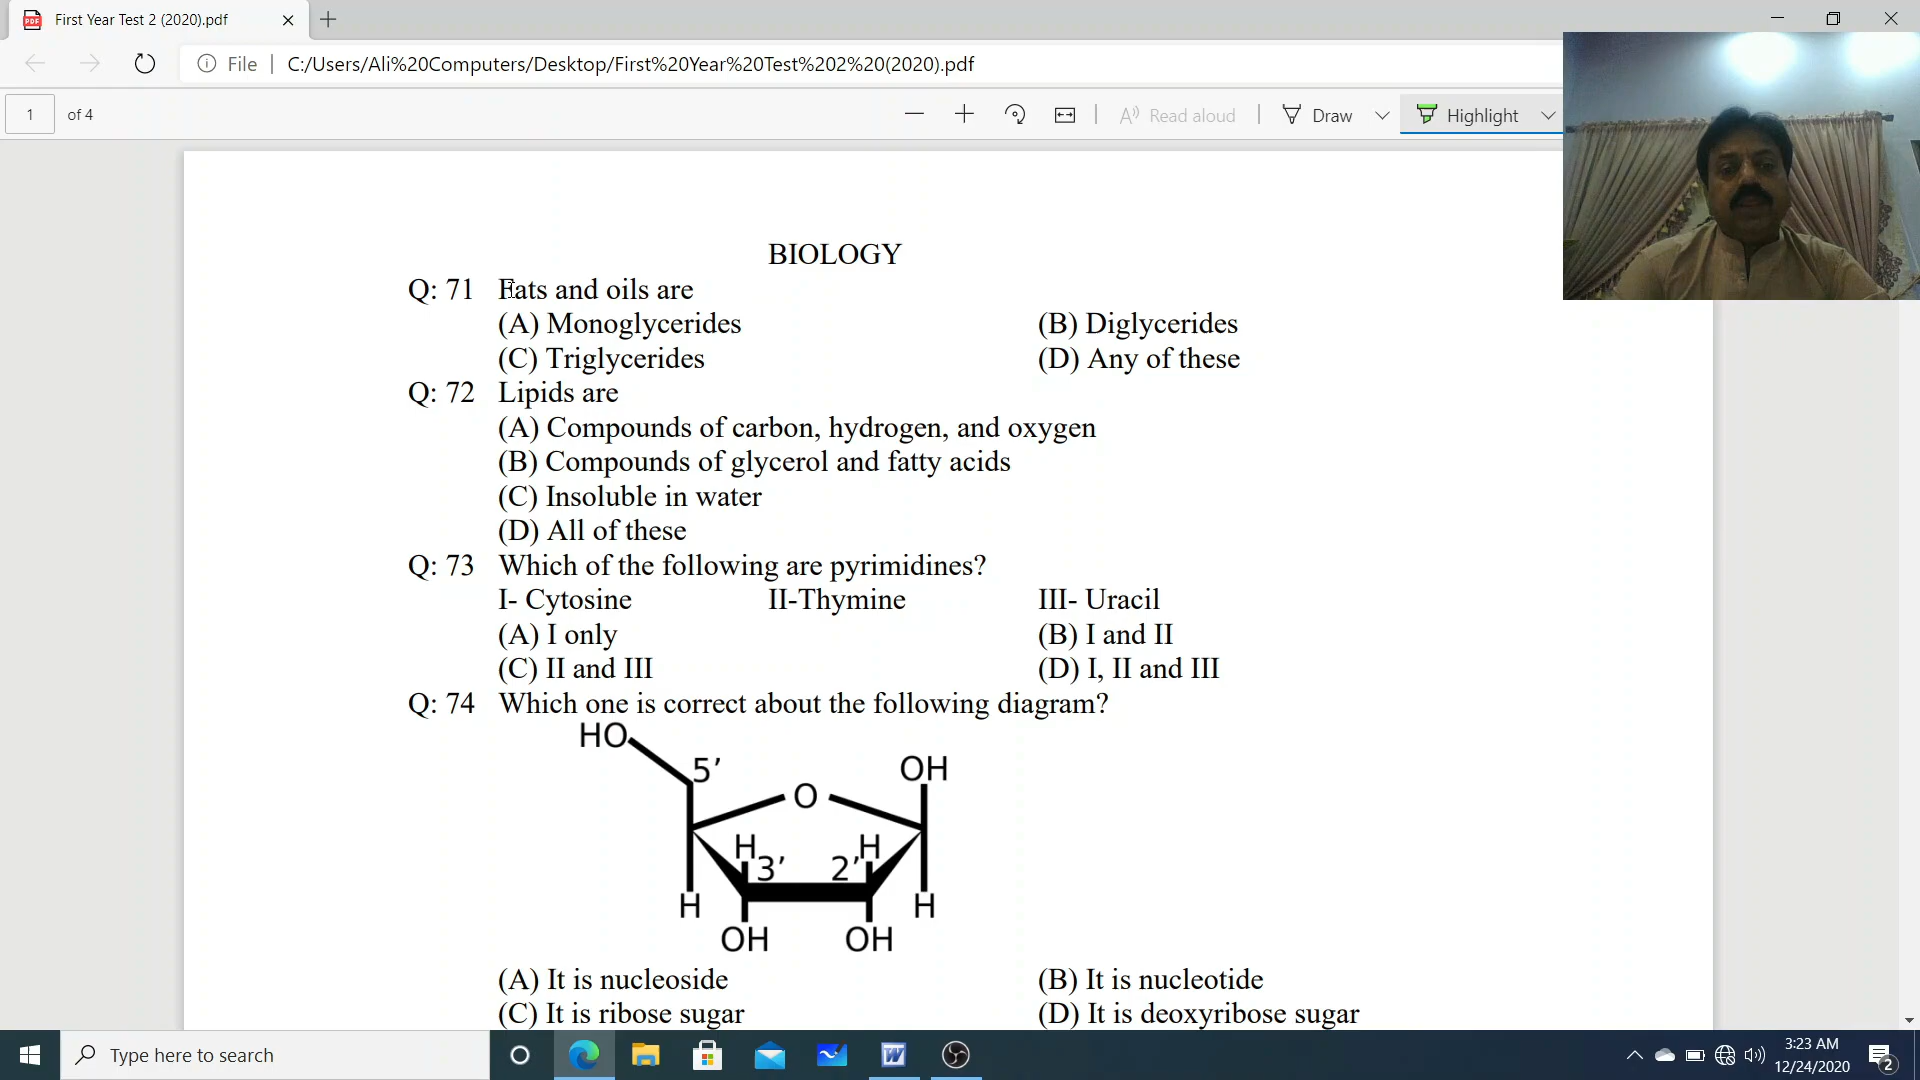 First Year Test 2 (2020).pdf
File | C:/Users/Ali%20Computers/Desktop/First%20Year%20Test%202%20(2020).pdf
1 of 4 Read aloud Draw Highlight
BIOLOGY
Q: 71 Fats and oils are
(A) Monoglycerides (B) Diglycerides
(C) Triglycerides (D) Any of these
Q: 72 Lipids are
(A) Compounds of carbon, hydrogen, and oxygen
(B) Compounds of glycerol and fatty acids
(C) Insoluble in water
(D) All of these
Q: 73 Which of the following are pyrimidines?
I- Cytosine II-Thymine III- Uracil
(A) I only (B) I and II
(C) II and III (D) I, II and III
Q: 74 Which one is correct about the following diagram?
HO
5’ OH
O
H H
3’ 2’
H H
OH OH
(A) It is nucleoside (B) It is nucleotide
(C) It is ribose sugar (D) It is deoxyribose sugar
Type here to search
3:23 AM
12/24/2020
2